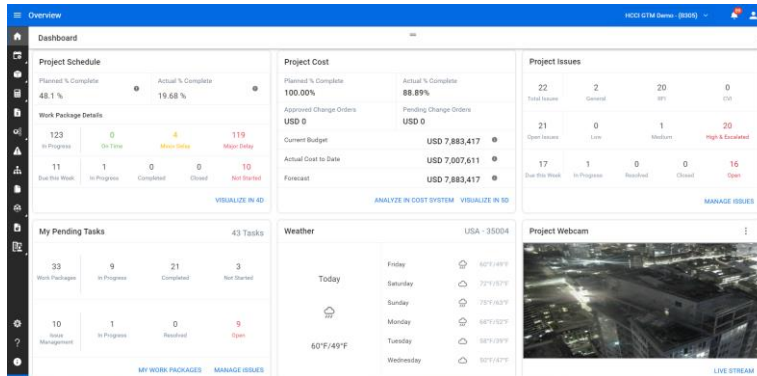 Overview
HCCI GTM Demo - (B305)
Dashboard
Project Schedule
Planned % Complete
Actual % Complete
48.1 %
19.68 %
Work Package Details
123
0
4
119
In Progress
On Time
Minor Delay
Major Delay
11
1
0
0
10
Due this Week
In Progress
Completed
Closed
Not Started
VISUALIZE IN 4D
Project Cost
Planned % Complete
Actual % Complete
100.00%
88.89%
Approved Change Orders
Pending Change Orders
USD 0
USD 0
Current Budget
USD 7,883,417
Actual Cost to Date
USD 7,007,611
Forecast
USD 7,883,417
ANALYZE IN COST SYSTEM VISUALIZE IN 5D
Project Issues
22
2
20
0
Total Issues
General
RFI
CVI
21
0
1
20
Open Issues
Low
Medium
High & Escalated
17
1
0
0
16
Due this Week
In Progress
Resolved
Closed
Open
MANAGE ISSUES
My Pending Tasks
43 Tasks
33
9
21
3
Work Packages
In Progress
Completed
Not Started
10
1
0
9
Issue
Management
In Progress
Resolved
Open
MY WORK PACKAGES MANAGE ISSUES
Weather
USA - 35004
Today
60°F/49°F
Friday
60°F/49°F
Saturday
72°F/57°F
Sunday
75°F/63°F
Monday
Tuesday
Wednesday
Project Webcam
LIVE STREAM